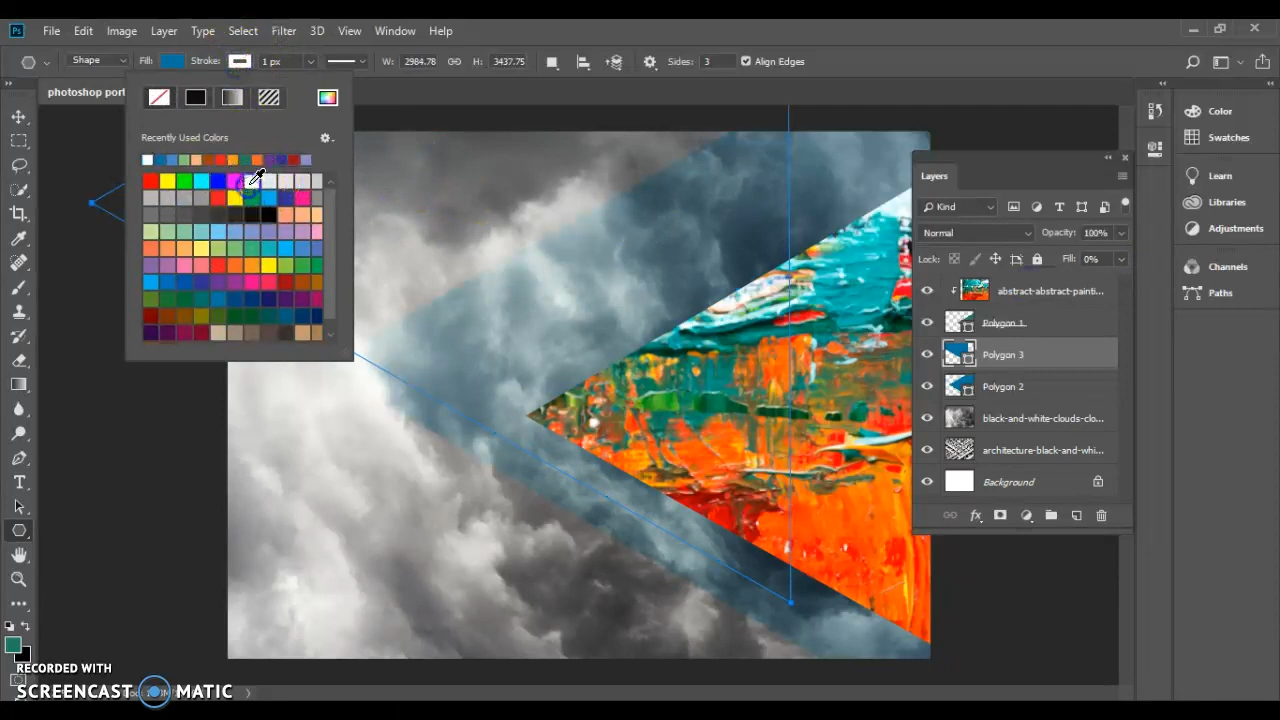 Ps File Edit Image Layer Type Select Filter 3D View Window Help
Shape Fill: Stroke: 1 px W: 2984.78 H: 3437.75 Sides: 3 Align Edges
photoshop port
Recently Used Colors
Color
Swatches
Learn
Libraries
Adjustments
Channels
Paths
Layers
Kind
Normal Opacity: 100%
Lock: Fill: 0%
abstract-abstract-painti...
Polygon 1
Polygon 3
Polygon 2
black-and-white-clouds-clo...
architecture-black-and-whi...
Background
fx
RECORDED WITH
SCREENCAST MATIC